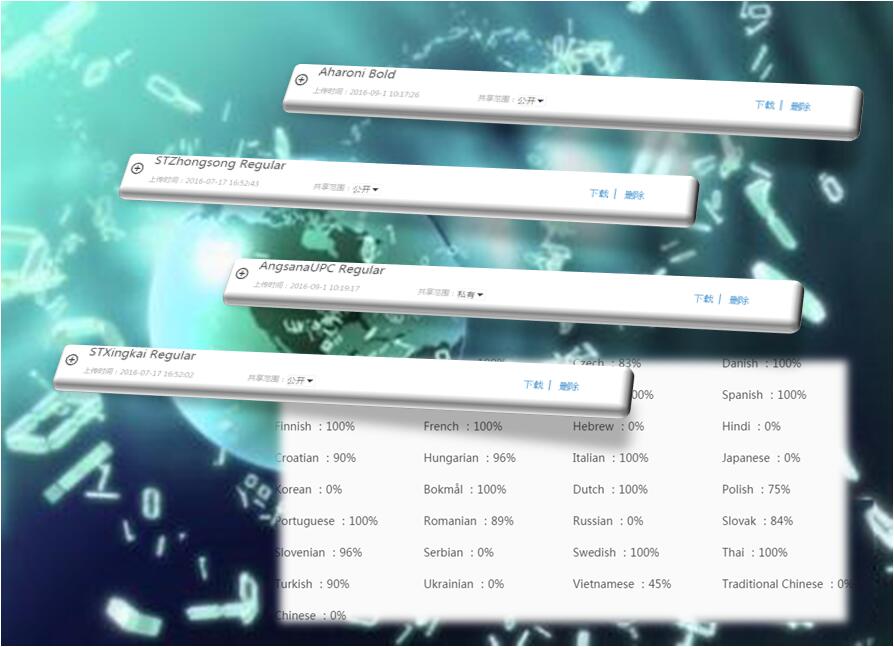 Aharoni Bold
上传时间：2016-09-1 10:17:26 共享范围：公开 下载 | 删除
STZhongsong Regular
上传时间：2016-07-17 16:52:43 共享范围：公开 下载 | 删除
AngsanaUPC Regular
上传时间：2016-09-1 10:19:17 共享范围：私有 下载 | 删除
STXingkai Regular
上传时间：2016-07-17 16:52:02 共享范围：公开 下载 | 删除
Czech ：83% Danish ：100%
Spanish ：100%
Finnish ：100% French ：100% Hebrew ：0% Hindi ：0%
Croatian ：90% Hungarian ：96% Italian ：100% Japanese ：0%
Korean ：0% Bokmål ：100% Dutch ：100% Polish ：75%
Portuguese ：100% Romanian ：89% Russian ：0% Slovak ：84%
Slovenian ：96% Serbian ：0% Swedish ：100% Thai ：100%
Turkish ：90% Ukrainian ：0% Vietnamese ：45% Traditional Chinese ：0%
Chinese ：0%